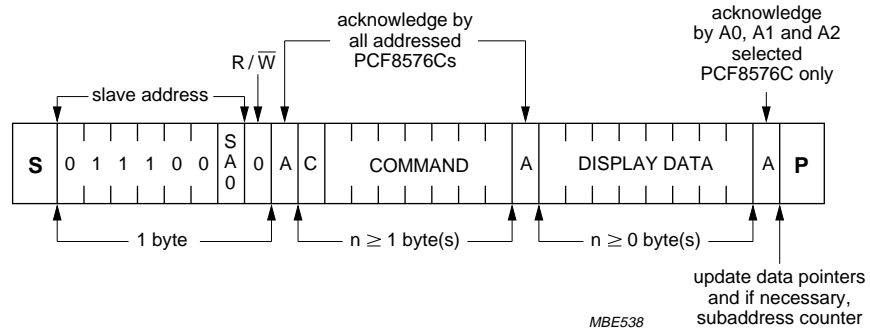 acknowledge by
all addressed
PCF8576Cs
acknowledge
by A0, A1 and A2
selected
PCF8576C only
R / W̅
slave address
S 0 1 1 1 0 0 SA0 0 A C COMMAND A DISPLAY DATA A P
1 byte
n ≥ 1 byte(s)
n ≥ 0 byte(s)
update data pointers
and if necessary,
subaddress counter
MBE538